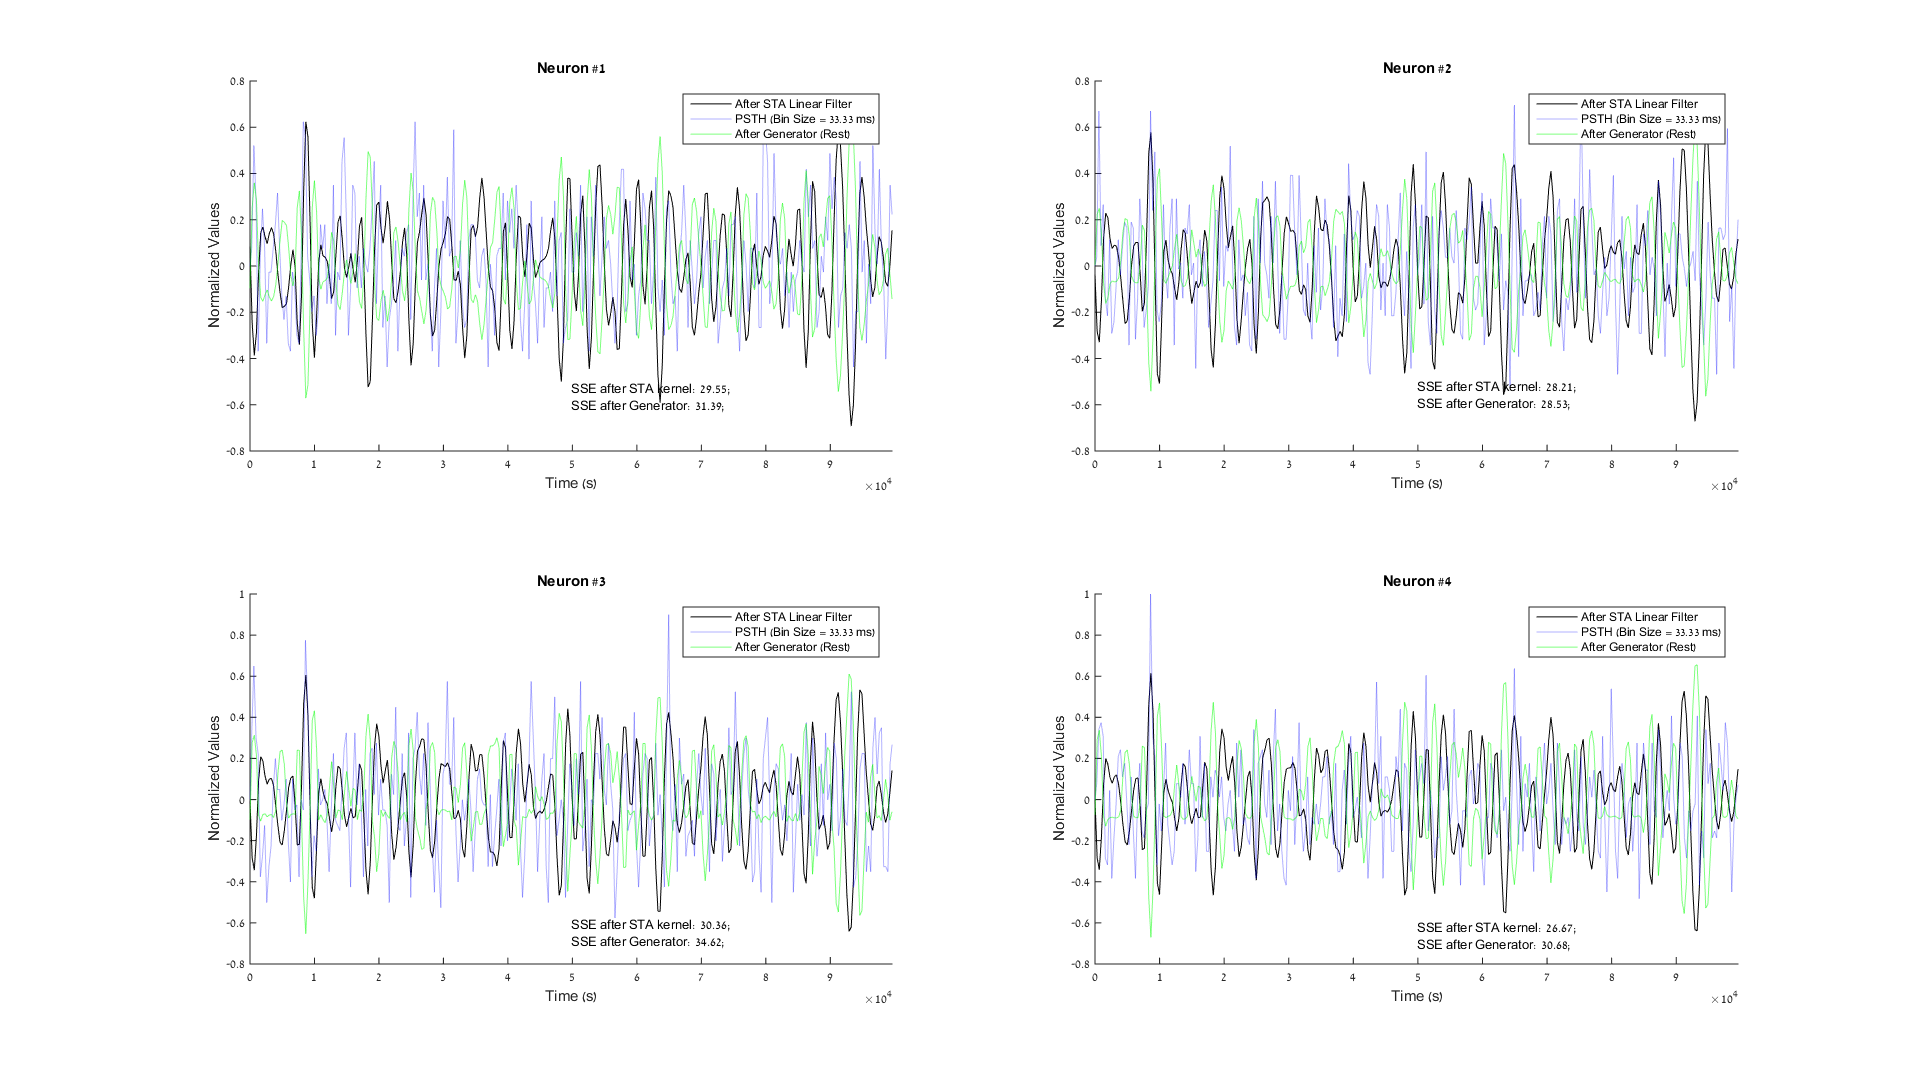 Neuron #1
After STA Linear Filter
PSTH (Bin Size = 33.33 ms)
After Generator (Rest)
Normalized Values
0.8
0.6
0.4
0.2
0
-0.2
-0.4
-0.6
-0.8
SSE after STA kernel: 29.55;
SSE after Generator: 31.39;
0 1 2 3 4 5 6 7 8 9
×10^4
Time (s)
Neuron #2
After STA Linear Filter
PSTH (Bin Size = 33.33 ms)
After Generator (Rest)
Normalized Values
0.8
0.6
0.4
0.2
0
-0.2
-0.4
-0.6
-0.8
SSE after STA kernel: 28.21;
SSE after Generator: 28.53;
0 1 2 3 4 5 6 7 8 9
×10^4
Time (s)
Neuron #3
After STA Linear Filter
PSTH (Bin Size = 33.33 ms)
After Generator (Rest)
Normalized Values
1
0.8
0.6
0.4
0.2
0
-0.2
-0.4
-0.6
-0.8
SSE after STA kernel: 30.36;
SSE after Generator: 34.62;
0 1 2 3 4 5 6 7 8 9
×10^4
Time (s)
Neuron #4
After STA Linear Filter
PSTH (Bin Size = 33.33 ms)
After Generator (Rest)
Normalized Values
1
0.8
0.6
0.4
0.2
0
-0.2
-0.4
-0.6
-0.8
SSE after STA kernel: 26.67;
SSE after Generator: 30.68;
0 1 2 3 4 5 6 7 8 9
×10^4
Time (s)